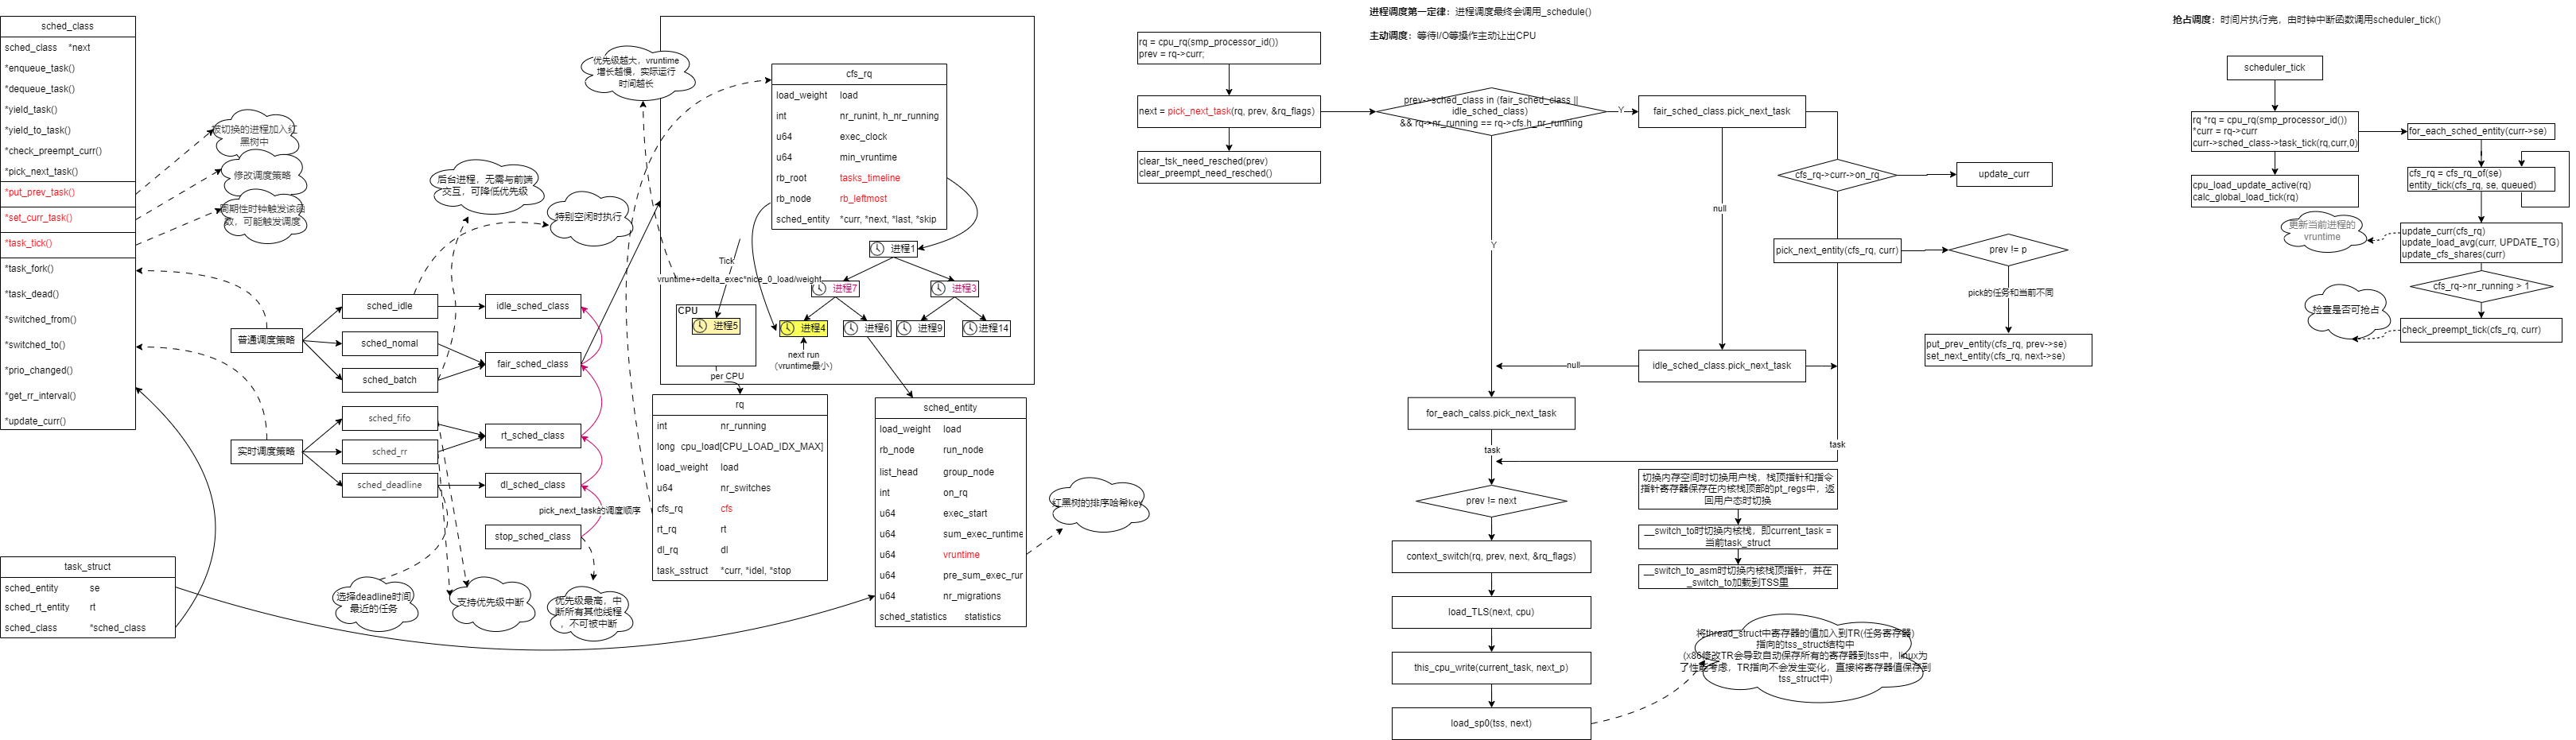 sched_class
sched_class *next
*enqueue_task()
*dequeue_task()
*yield_task()
*yield_to_task()
*check_preempt_curr()
*pick_next_task()
*put_prev_task()
*set_curr_task()
*task_tick()
*task_fork()
*task_dead()
*switched_from()
*switched_to()
*prio_changed()
*get_rr_interval()
*update_curr()
task_struct
sched_entity se
sched_rt_entity rt
sched_class *sched_class
被切换的进程加入红
黑树中
修改调度策略
周期性时钟触发该函
数，可能触发调度
普通调度策略
实时调度策略
sched_idle
sched_nomal
sched_batch
sched_fifo
sched_rr
sched_deadline
后台进程，无需与前端
交互，可降低优先级
特别空闲时执行
idle_sched_class
fair_sched_class
rt_sched_class
dl_sched_class
pick_next_task的调度顺序
stop_sched_class
选择deadline时间
最近的任务
支持优先级中断
优先级最高，中
断所有其他线程
，不可被中断
优先级越大，vruntime
增长越慢，实际运行
时间越长
cfs_rq
load_weight load
int nr_runint, h_nr_running
u64 exec_clock
u64 min_vruntime
rb_root tasks_timeline
rb_node rb_leftmost
sched_entity *curr, *next, *last, *skip
Tick
vruntime+=delta_exec*nice_0_load/weight
进程1
进程7
进程3
进程4
进程6
进程9
进程14
next run
（vruntime最小）
CPU
进程5
per CPU
rq
int nr_running
long cpu_load[CPU_LOAD_IDX_MAX]
load_weight load
u64 nr_switches
cfs_rq cfs
rt_rq rt
dl_rq dl
task_sstruct *curr, *idel, *stop
sched_entity
load_weight load
rb_node run_node
list_head group_node
int on_rq
u64 exec_start
u64 sum_exec_runtime
u64 vruntime
u64 pre_sum_exec_rur
u64 nr_migrations
sched_statistics statistics
红黑树的排序哈希key
进程调度第一定律：进程调度最终会调用_schedule()
主动调度：等待I/O等操作主动让出CPU
rq = cpu_rq(smp_processor_id())
prev = rq->curr;
next = pick_next_task(rq, prev, &rq_flags)
clear_tsk_need_resched(prev)
clear_preempt_need_resched()
prev->sched_class in (fair_sched_class ||
idle_sched_class)
&& rq->nr_running == rq->cfs.h_nr_running
Y
fair_sched_class.pick_next_task
null
Y
cfs_rq->curr->on_rq
update_curr
pick_next_entity(cfs_rq, curr)
prev != p
pick的任务和当前不同
put_prev_entity(cfs_rq, prev->se)
set_next_entity(cfs_rq, next->se)
idle_sched_class.pick_next_task
null
for_each_calss.pick_next_task
task
task
prev != next
context_switch(rq, prev, next, &rq_flags)
load_TLS(next, cpu)
this_cpu_write(current_task, next_p)
load_sp0(tss, next)
切换内存空间时切换用户栈，栈顶指针和指令
指针寄存器保存在内核栈顶部的pt_regs中，返
回用户态时切换
__switch_to时切换内核栈，即current_task =
当前task_struct
__switch_to_asm时切换内核栈顶指针，并在
_switch_to加载到TSS里
将thread_struct中寄存器的值加入到TR(任务寄存器)
指向的tss_struct结构中
(x86修改TR会导致自动保存所有的寄存器到tss中，linux为
了性能考虑，TR指向不会发生变化，直接将寄存器值保存到
tss_struct中)
抢占调度：时间片执行完，由时钟中断函数调用scheduler_tick()
scheduler_tick
rq *rq = cpu_rq(smp_processor_id())
*curr = rq->curr
curr->sched_class->task_tick(rq,curr,0)
cpu_load_update_active(rq)
calc_global_load_tick(rq)
for_each_sched_entity(curr->se)
cfs_rq = cfs_rq_of(se)
entity_tick(cfs_rq, se, queued)
更新当前进程的
vruntime
update_curr(cfs_rq)
update_load_avg(curr, UPDATE_TG)
update_cfs_shares(curr)
cfs_rq->nr_running > 1
检查是否可抢占
check_preempt_tick(cfs_rq, curr)